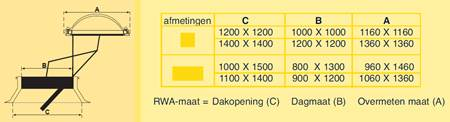 A
B
C
afmetingen C B A
1200 X 1200 1000 X 1000 1160 X 1160
1400 X 1400 1200 X 1200 1360 X 1360
1000 X 1500 800 X 1300 960 X 1460
1100 X 1400 900 X 1200 1060 X 1360
RWA-maat = Dakopening (C) Dagmaat (B) Overmeten maat (A)